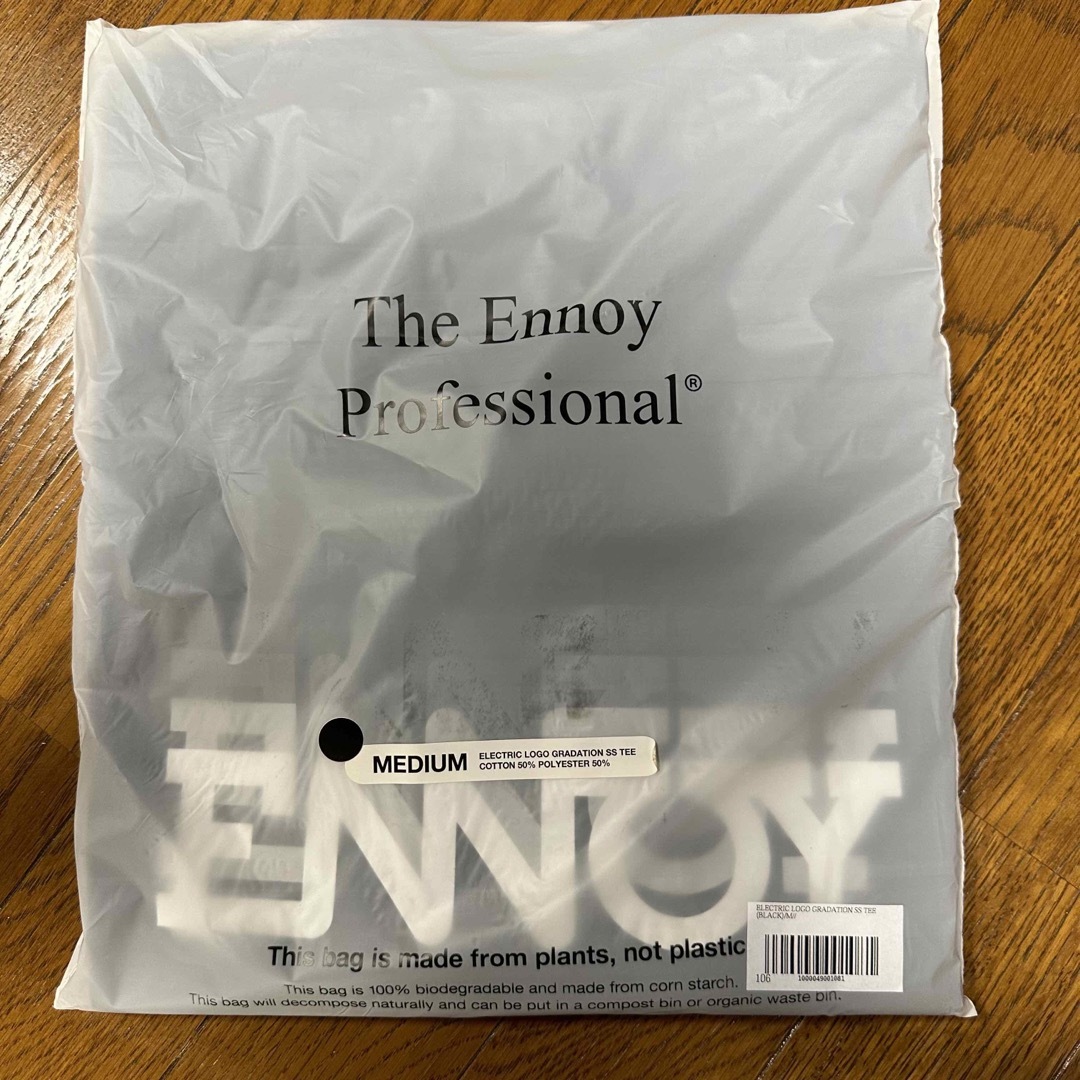 The Ennoy
Professional®
ENNOY
MEDIUM
ELECTRIC LOGO GRADATION SS TEE
COTTON 50% POLYESTER 50%
ELECTRIC LOGO GRADATION SS TEE
(BLACK)/M//
106
1000049001081
This bag is made from plants, not plastic
This bag is 100% biodegradable and made from corn starch.
This bag will decompose naturally and can be put in a compost bin or organic waste bin.